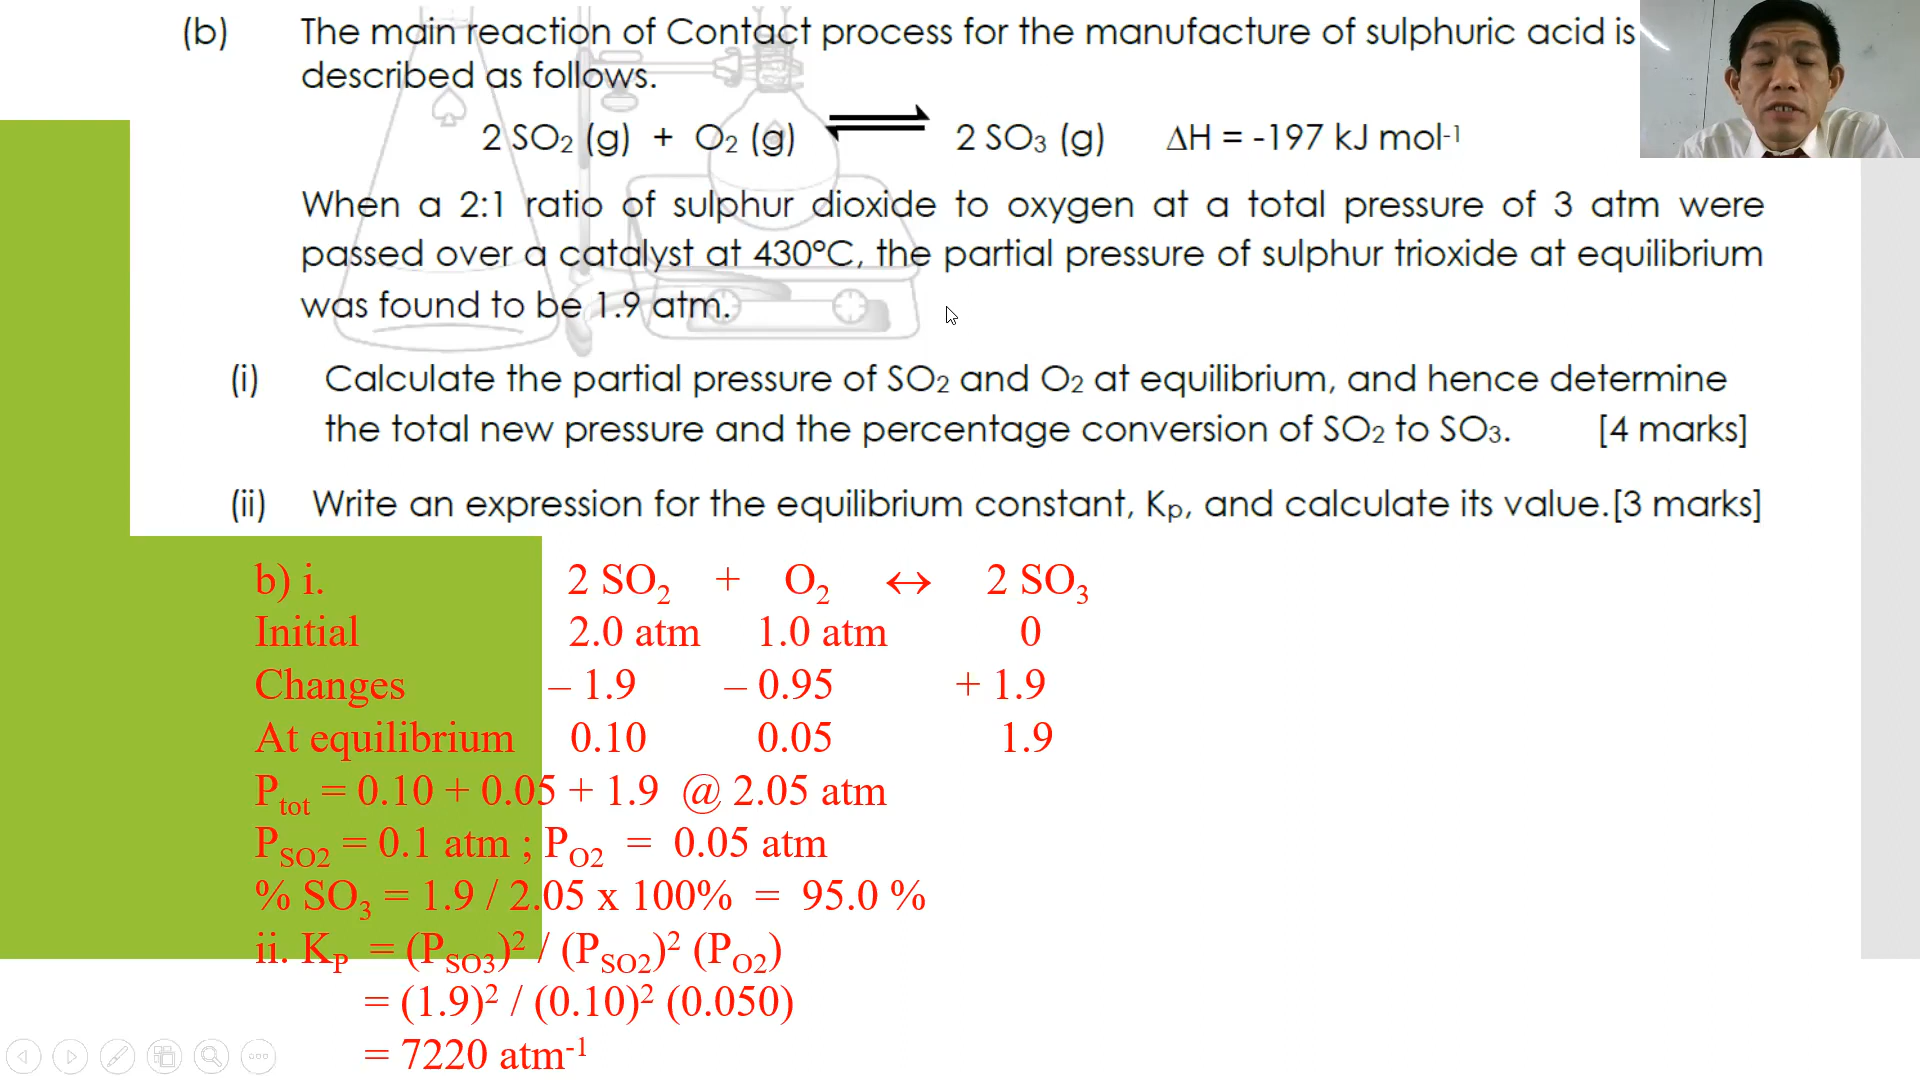 (b) The main reaction of Contact process for the manufacture of sulphuric acid is
described as follows.
2 SO2 (g) + O2 (g) ⇌ 2 SO3 (g) ΔH = -197 kJ mol-1
When a 2:1 ratio of sulphur dioxide to oxygen at a total pressure of 3 atm were
passed over a catalyst at 430°C, the partial pressure of sulphur trioxide at equilibrium
was found to be 1.9 atm.
(i) Calculate the partial pressure of SO2 and O2 at equilibrium, and hence determine
the total new pressure and the percentage conversion of SO2 to SO3. [4 marks]
(ii) Write an expression for the equilibrium constant, Kp, and calculate its value.[3 marks]
b) i. 2 SO2 + O2 ↔ 2 SO3
Initial 2.0 atm 1.0 atm 0
Changes – 1.9 – 0.95 + 1.9
At equilibrium 0.10 0.05 1.9
Ptot = 0.10 + 0.05 + 1.9 @ 2.05 atm
PSO2 = 0.1 atm ; PO2 = 0.05 atm
% SO3 = 1.9 / 2.05 x 100% = 95.0 %
ii. KP = (PSO3)2 / (PSO2)2 (PO2)
= (1.9)2 / (0.10)2 (0.050)
= 7220 atm-1